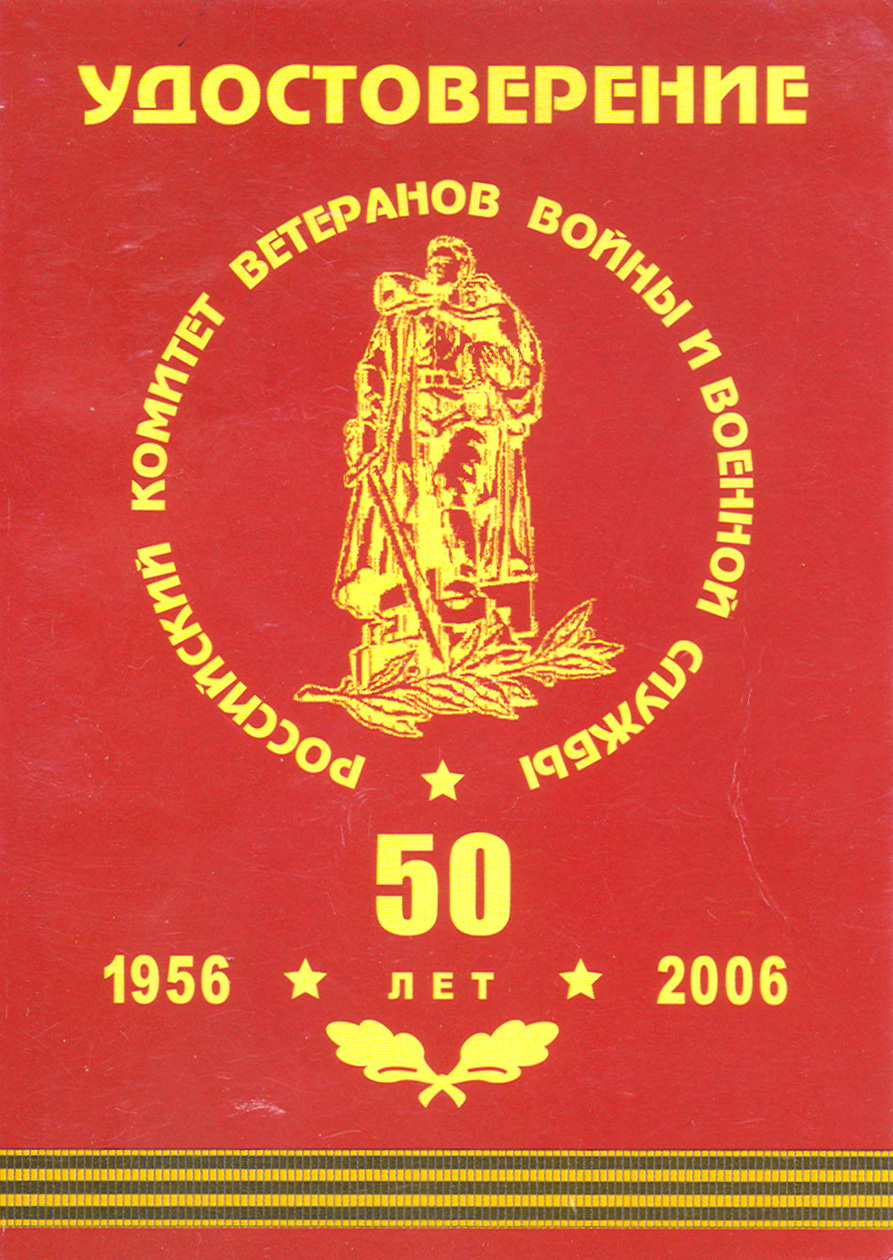 УДОСТОВЕРЕНИЕ
РОССИЙСКИЙ КОМИТЕТ ВЕТЕРАНОВ ВОЙНЫ И ВОЕННОЙ СЛУЖБЫ
50
1956 ЛЕТ 2006